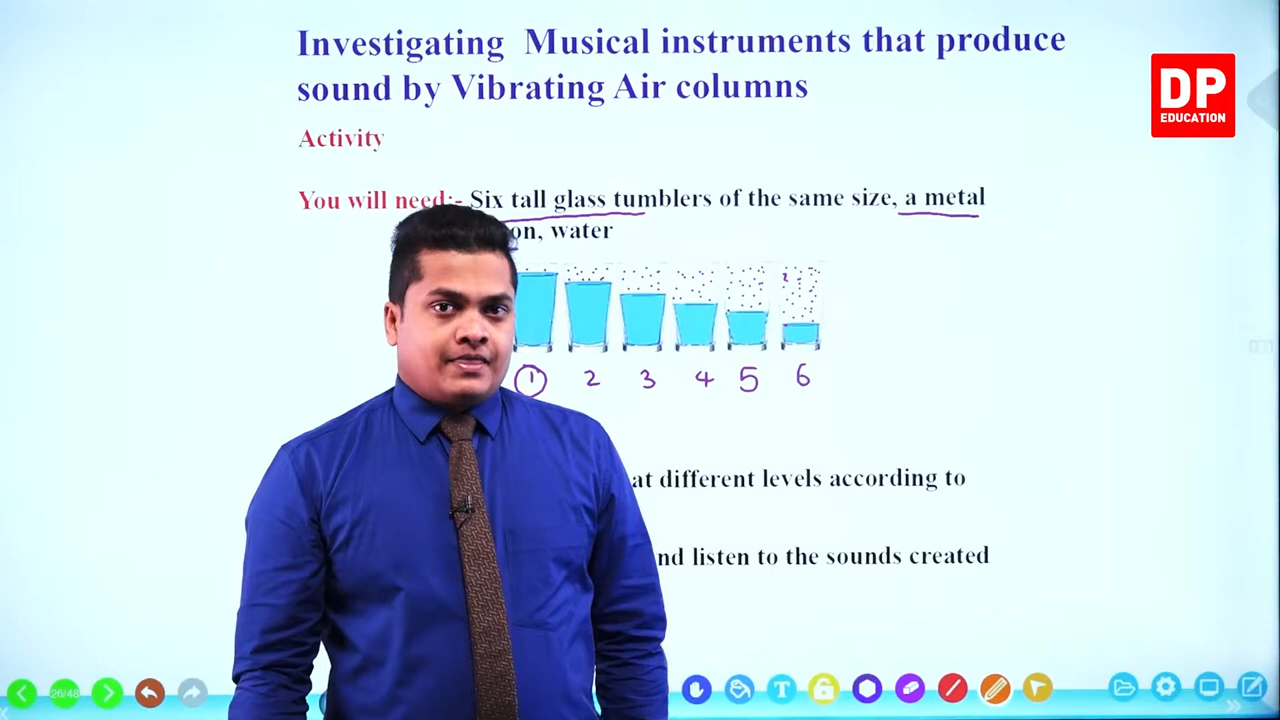 Investigating Musical instruments that produce
sound by Vibrating Air columns
DP
EDUCATION
Activity
You will need:- Six tall glass tumblers of the same size, a metal
on, water
1 2 3 4 5 6
at different levels according to
nd listen to the sounds created
26/48